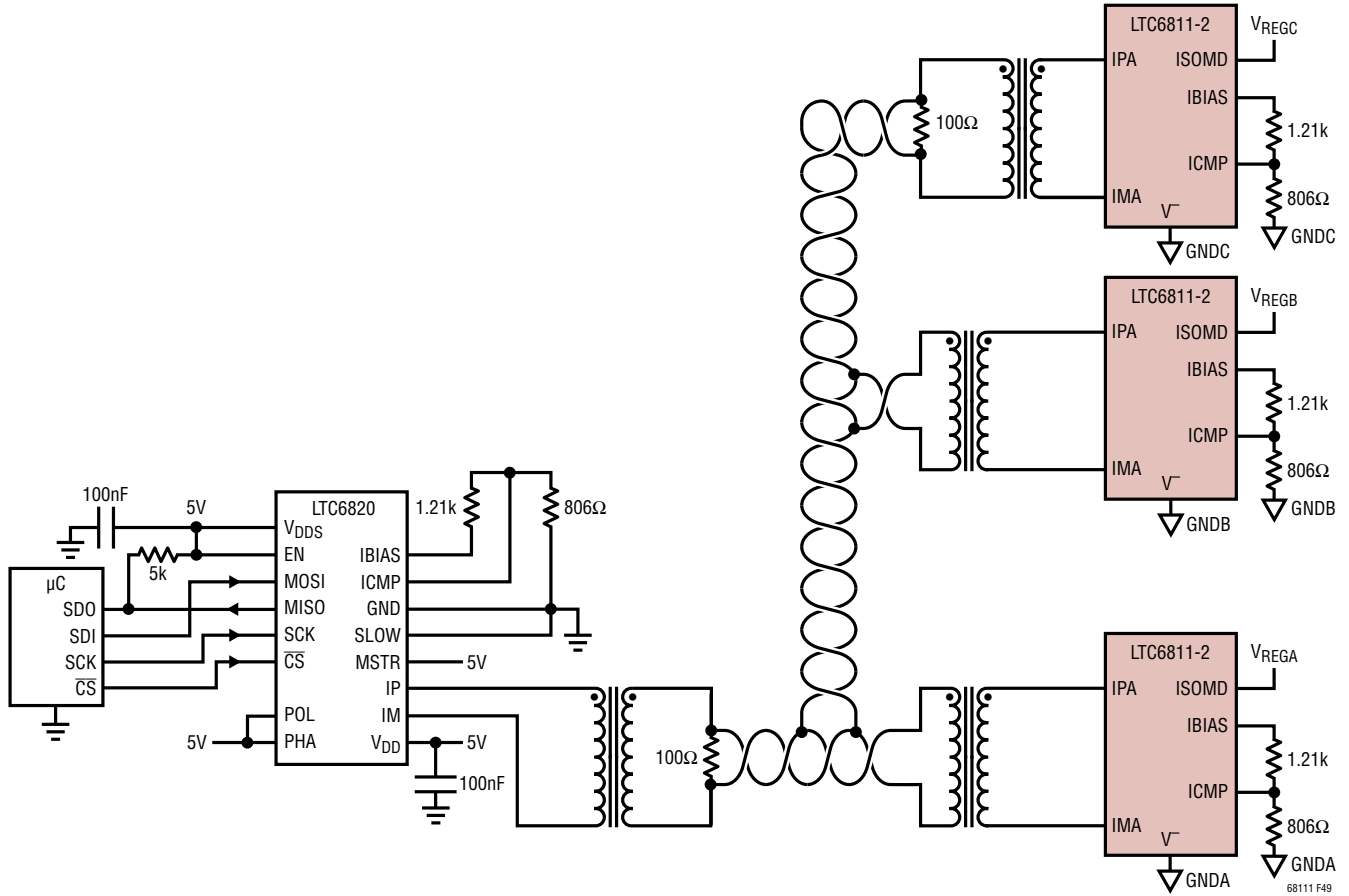 LTC6811-2
VREGC
IPA
ISOMD
IBIAS
100Ω
1.21k
ICMP
IMA
806Ω
V–
GNDC
GNDC
LTC6811-2
VREGB
IPA
ISOMD
IBIAS
1.21k
ICMP
IMA
806Ω
V–
GNDB
GNDB
100nF
5V
LTC6820
VDDS
1.21k
806Ω
5k
EN
IBIAS
µC
MOSI
ICMP
SDO
MISO
GND
SDI
SCK
SLOW
SCK
CS
MSTR
5V
CS
IP
POL
IM
5V
PHA
VDD
5V
100nF
100Ω
LTC6811-2
VREGA
IPA
ISOMD
IBIAS
1.21k
ICMP
IMA
806Ω
V–
GNDA
GNDA
68111 F49